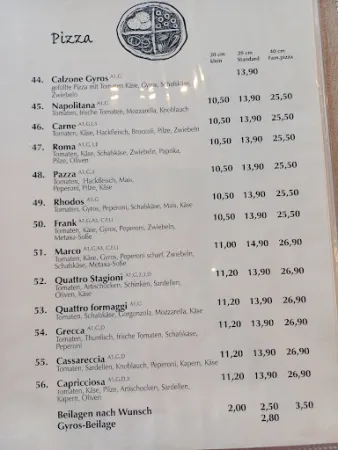 Pizza
20 cm klein
28 cm Standard
40 cm Fam.pizza
44. Calzone Gyros A1,G 13,90
gefüllte Pizza mit Tomaten, Käse, Gyros, Schafskäse,
Zwiebeln
45. Napolitana A1,G 10,50 13,90 25,50
Tomaten, frische Tomaten, Mozzarella, Knoblauch
46. Carne 10,50 13,90 25,50
Tomaten, Käse, Hackfleisch, Broccoli, Pilze, Zwiebeln
47. Roma 10,50 13,90 25,50
Tomaten, Käse, Schafskäse, Zwiebeln, Paprika,
Pilze, Oliven
48. Pazza 10,50 13,90 25,50
Tomaten, Hackfleisch, Mais,
Peperoni, Pilze, Käse
49. Rhodos A1,G 10,50 13,90 25,50
Tomaten, Gyros, Peperoni, Schafskäse, Mais, Käse
50. Frank 10,50 13,90 25,50
Tomaten, Käse, Gyros, Peperoni, Zwiebeln,
Metaxa-Soße
51. Marco 11,00 14,90 26,90
Tomaten, Käse, Gyros, Peperoni scharf, Zwiebeln,
Schafskäse, Metaxa-Soße
52. Quattro Stagioni 11,20 13,90 26,90
Tomaten, Artischocken, Schinken, Sardellen,
Oliven, Käse
53. Quattro formaggi A1,G 11,20 13,90 26,90
Tomaten, Schafskäse, Gorgonzola, Mozzarella, Käse
54. Grecca A1,G,D 11,20 13,90 26,90
Tomaten, Thunfisch, frische Tomaten, Schafskäse,
Peperoni
55. Cassareccia A1,G,D 11,20 13,90 26,90
Tomaten, Sardellen, Knoblauch, Peperoni, Kapern, Käse
56. Capricciosa 11,20 13,90 26,90
Tomaten, Käse, Pilze, Artischocken, Sardellen,
Kapern, Oliven
Beilagen nach Wunsch 2,00 2,50 3,50
Gyros-Beilage 2,80